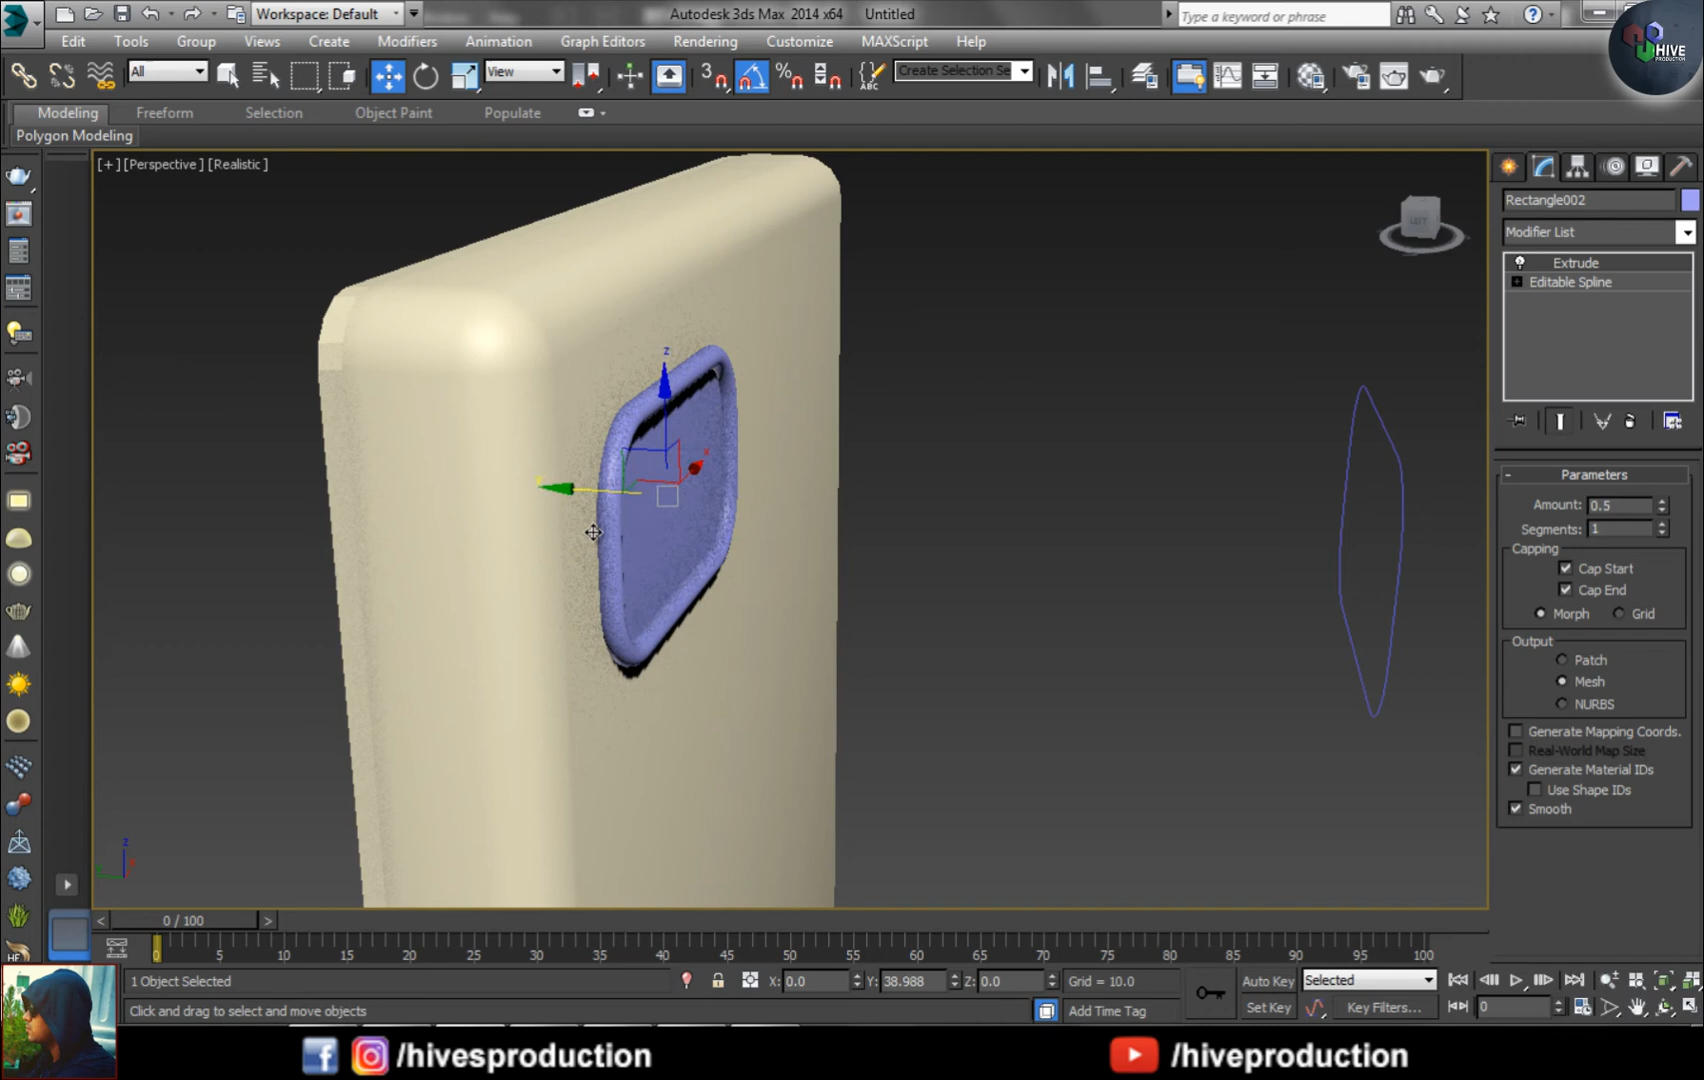 Workspace: Default
Autodesk 3ds Max 2014 x64 Untitled
Type a keyword or phrase
HIVE
PRODUCTION
Edit Tools Group Views Create Modifiers Animation Graph Editors Rendering Customize MAXScript Help
All
View
3
ABC
Create Selection Se
Modeling Freeform Selection Object Paint Populate
Polygon Modeling
[+] [Perspective] [Realistic]
LEFT
z
x
Rectangle002
Modifier List
Extrude
Editable Spline
Parameters
Amount: 0.5
Segments: 1
Capping
Cap Start
Cap End
Morph Grid
Output
Patch
Mesh
NURBS
Generate Mapping Coords.
Real-World Map Size
Generate Material IDs
Use Shape IDs
Smooth
z
HF
< 0 / 100 >
0 5 10 15 20 25 30 35 40 45 50 55 60 65 70 75 80 85 90 95 100
1 Object Selected X: 0.0 Y: 38.988 Z: 0.0 Grid = 10.0 Auto Key Selected
Click and drag to select and move objects Add Time Tag Set Key Key Filters... 0
/hivesproduction /hiveproduction